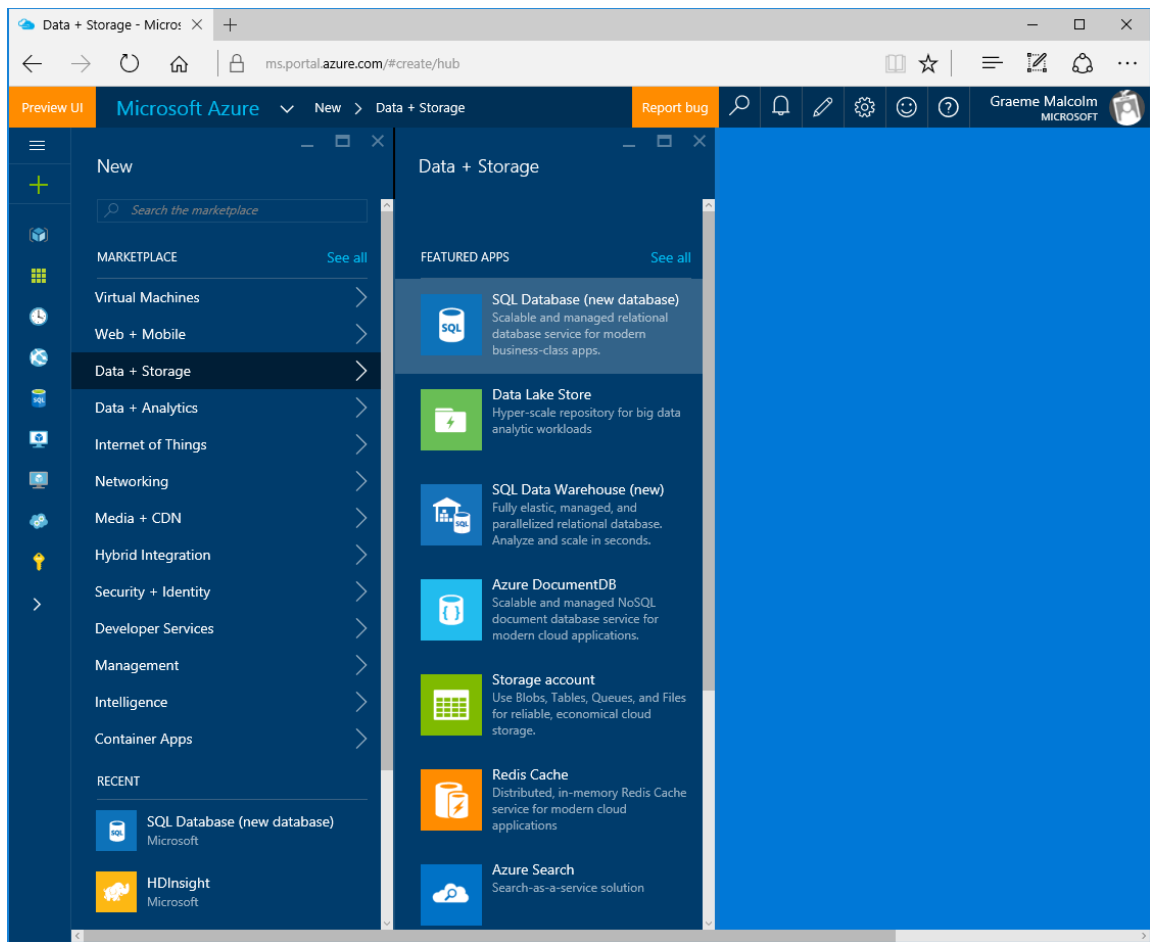 Data + Storage - Micros
ms.portal.azure.com/#create/hub
Preview UI
Microsoft Azure
New > Data + Storage
Report bug
Graeme Malcolm
MICROSOFT
New
Search the marketplace
MARKETPLACE
See all
Virtual Machines
Web + Mobile
Data + Storage
Data + Analytics
Internet of Things
Networking
Media + CDN
Hybrid Integration
Security + Identity
Developer Services
Management
Intelligence
Container Apps
RECENT
SQL
SQL Database (new database)
Microsoft
HDInsight
Microsoft
Data + Storage
FEATURED APPS
See all
SQL
SQL Database (new database)
Scalable and managed relational
database service for modern
business-class apps.
Data Lake Store
Hyper-scale repository for big data
analytic workloads
SQL
SQL Data Warehouse (new)
Fully elastic, managed, and
parallelized relational database.
Analyze and scale in seconds.
Azure DocumentDB
Scalable and managed NoSQL
document database service for
modern cloud applications.
Storage account
Use Blobs, Tables, Queues, and Files
for reliable, economical cloud
storage.
Redis Cache
Distributed, in-memory Redis Cache
service for modern cloud
applications
Azure Search
Search-as-a-service solution
SQL